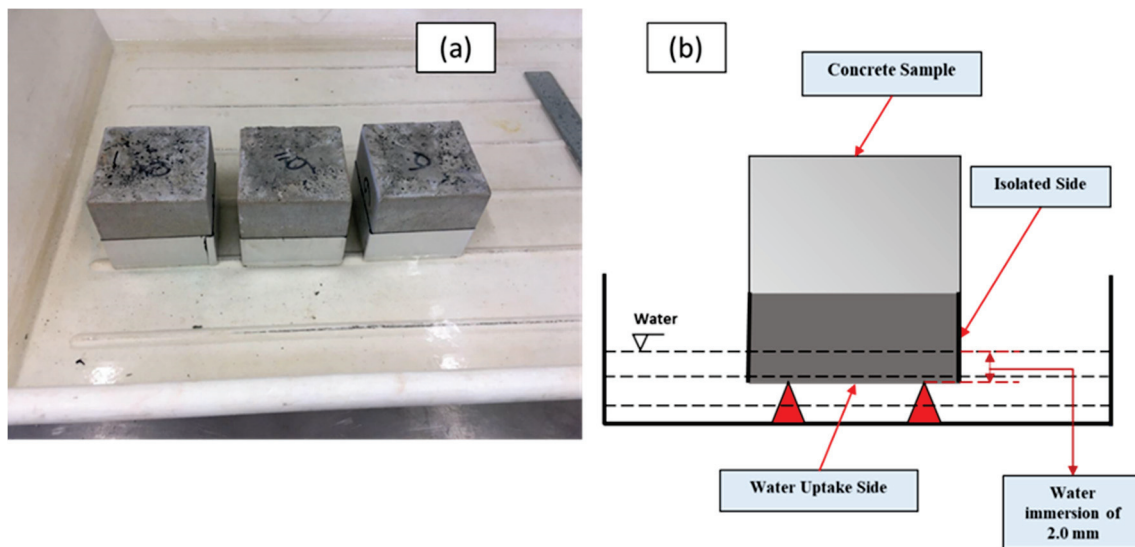 (a)
(b)
Concrete Sample
Isolated Side
Water
Water Uptake Side
Water
immersion of
2.0 mm